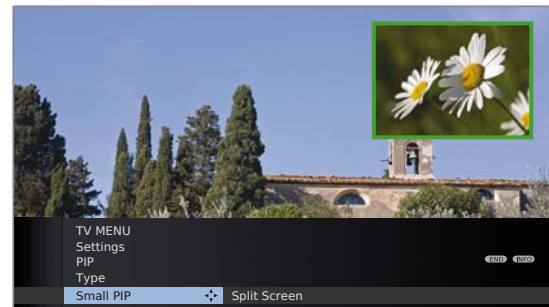 TV MENU
Settings
PIP
Type
END INFO
Small PIP Split Screen